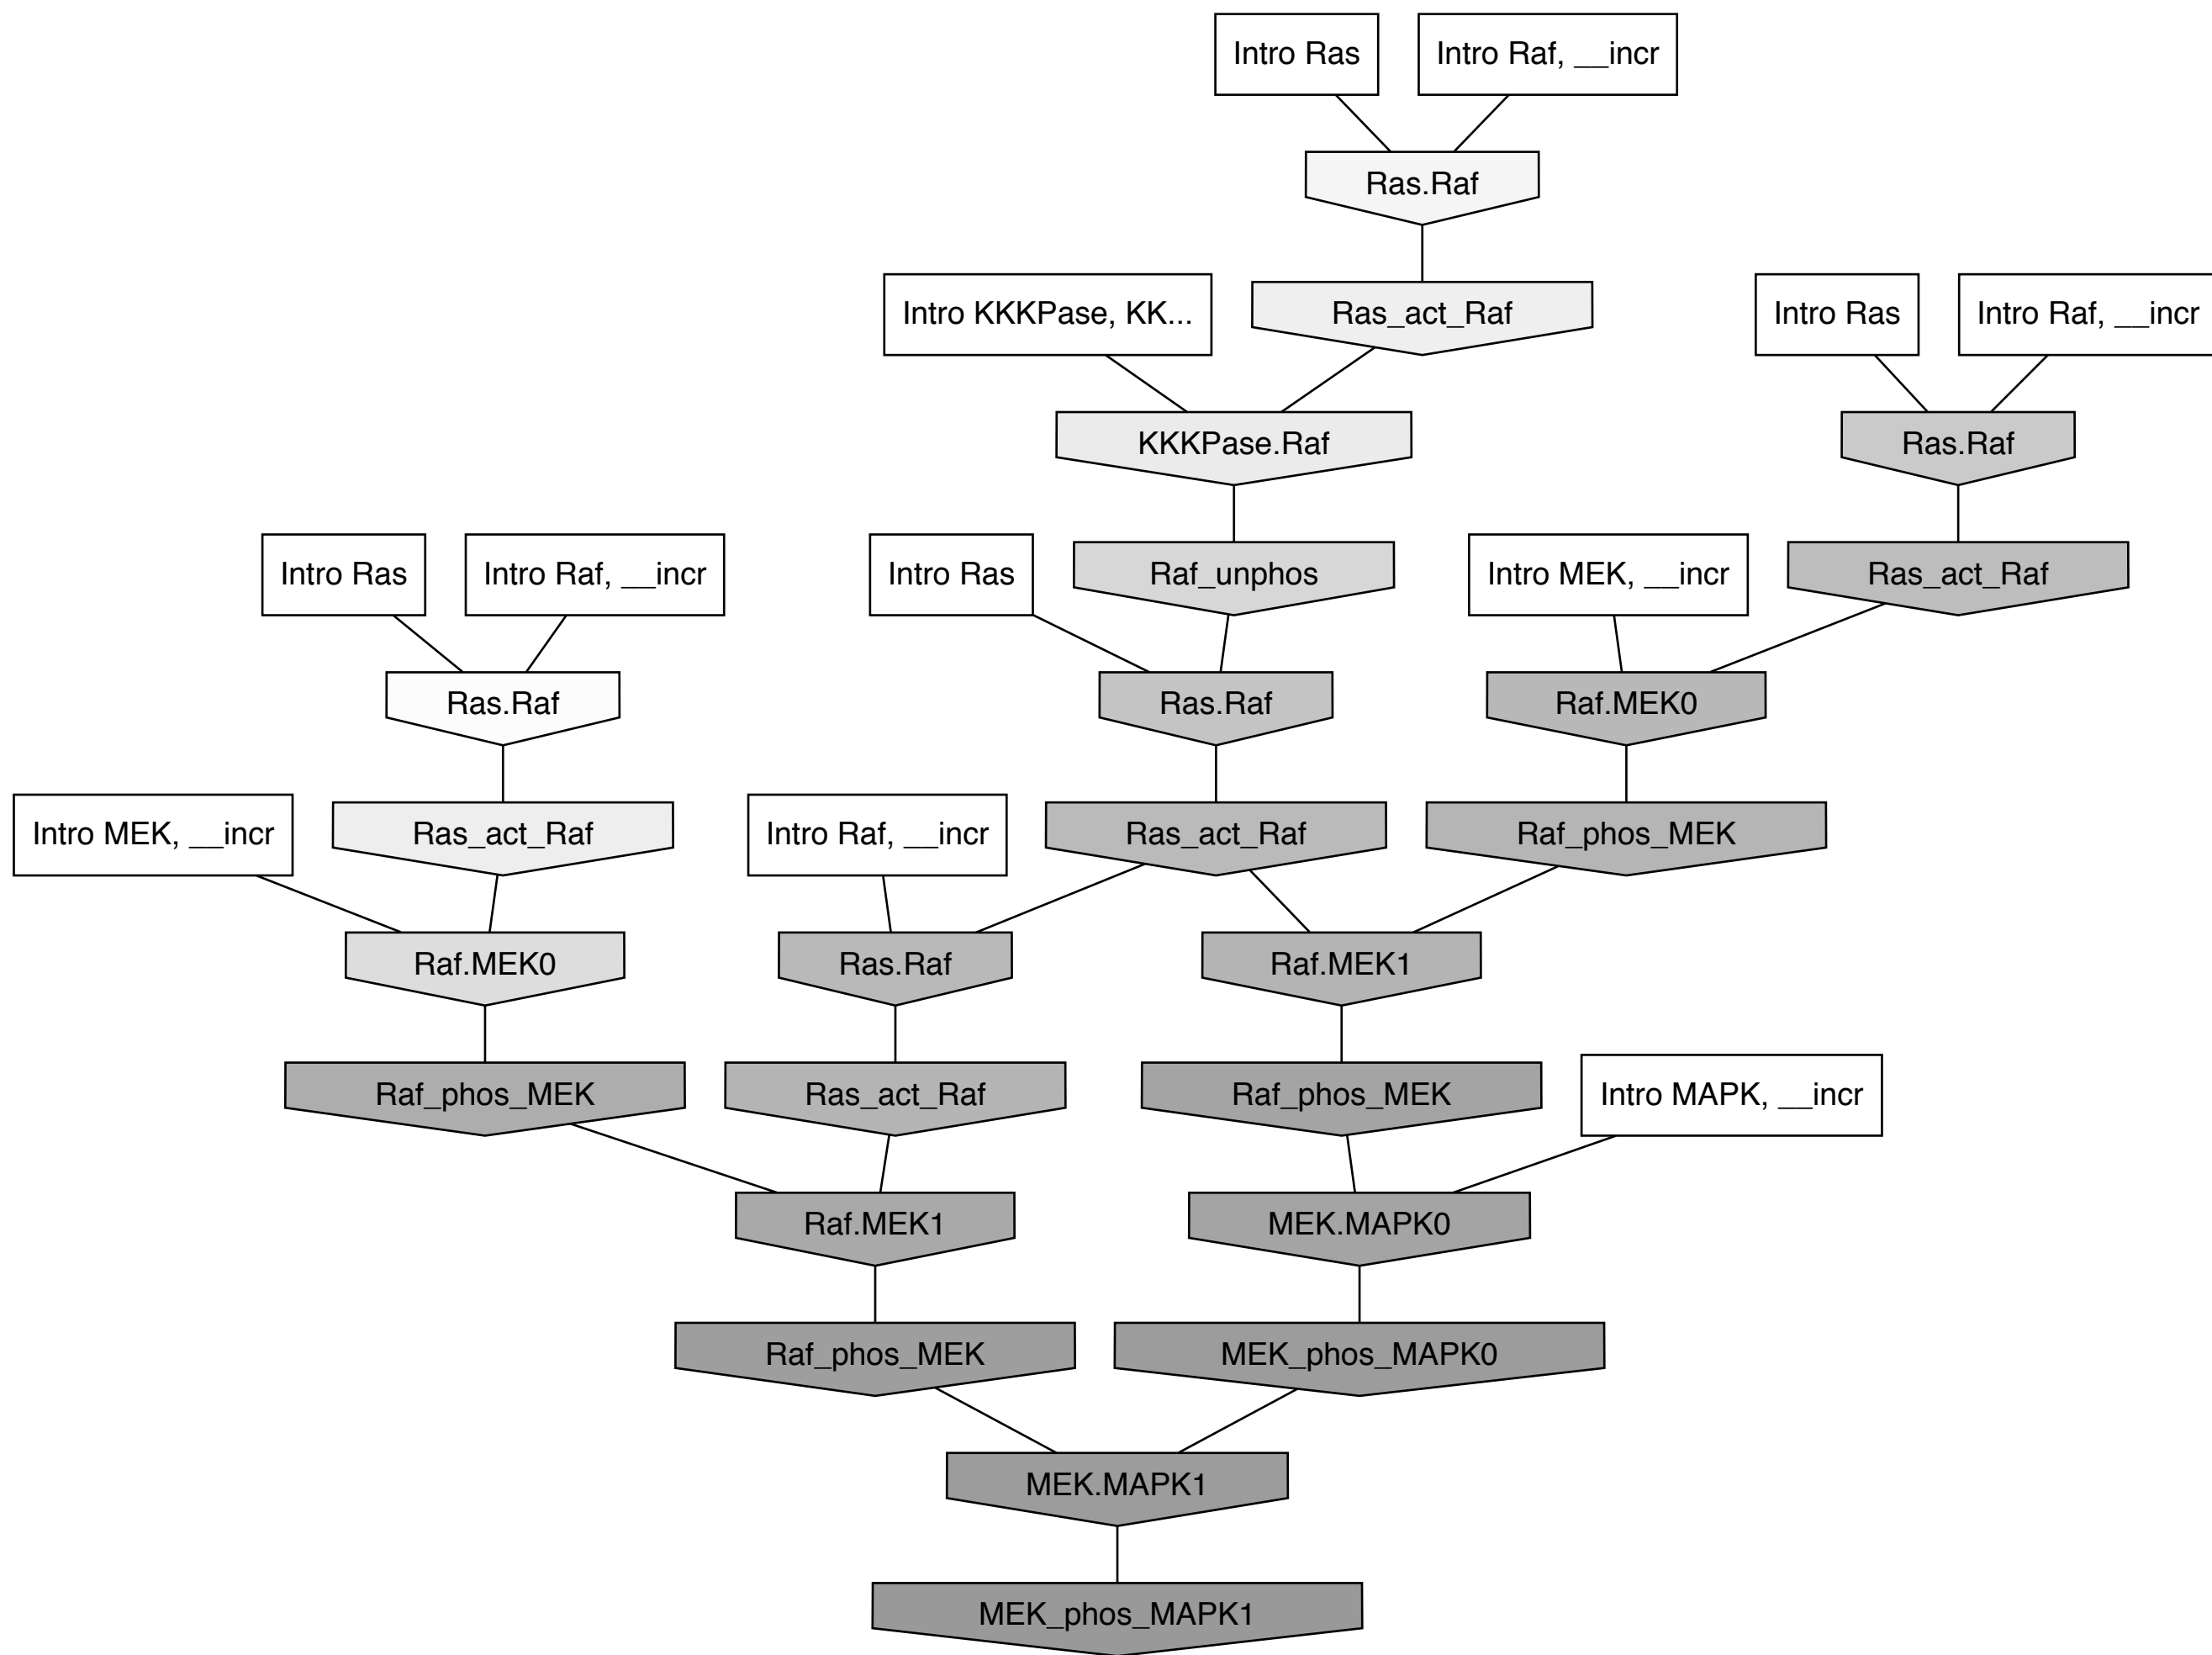 Intro Ras
Intro Raf, __incr
Ras.Raf
Intro KKKPase, KK...
Ras_act_Raf
Intro Ras
Intro Raf, __incr
KKKPase.Raf
Ras.Raf
Intro Ras
Intro Raf, __incr
Intro Ras
Raf_unphos
Intro MEK, __incr
Ras_act_Raf
Ras.Raf
Ras.Raf
Raf.MEK0
Intro MEK, __incr
Ras_act_Raf
Intro Raf, __incr
Ras_act_Raf
Raf_phos_MEK
Raf.MEK0
Ras.Raf
Raf.MEK1
Raf_phos_MEK
Ras_act_Raf
Raf_phos_MEK
Intro MAPK, __incr
Raf.MEK1
MEK.MAPK0
Raf_phos_MEK
MEK_phos_MAPK0
MEK.MAPK1
MEK_phos_MAPK1